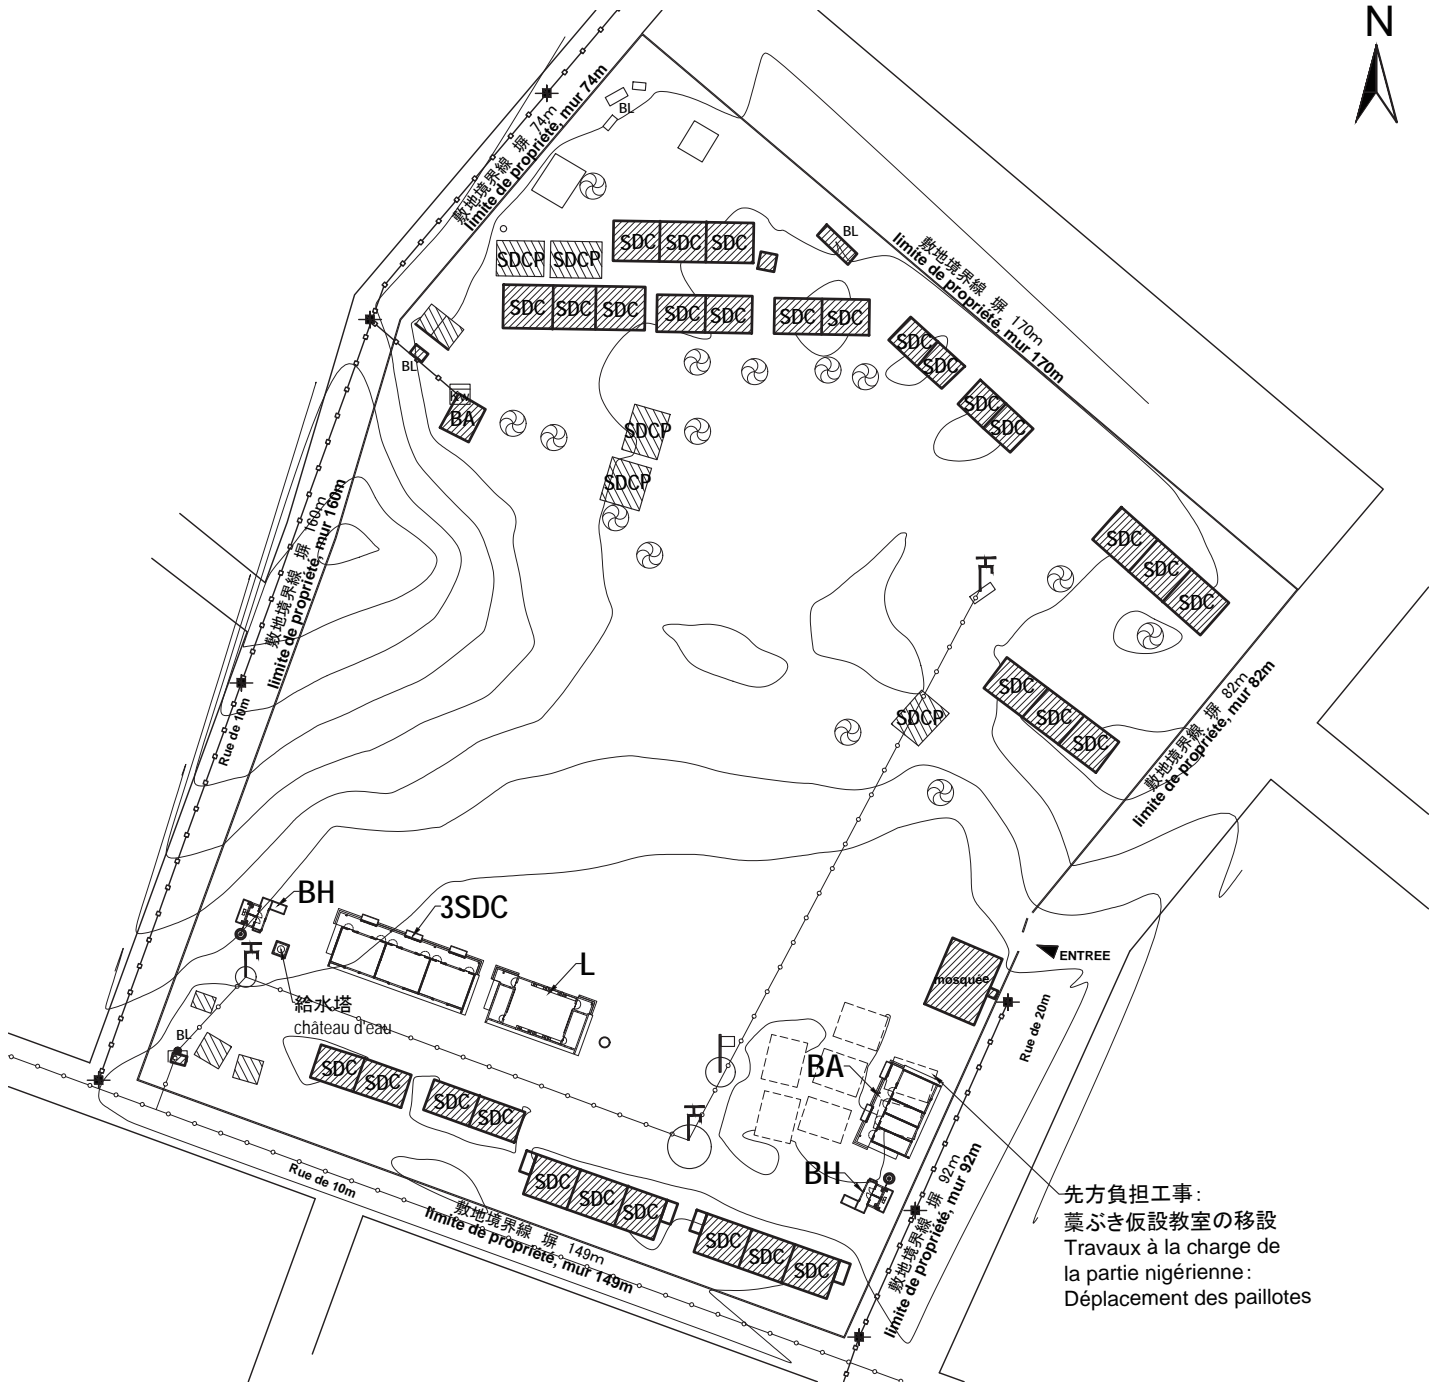 N
敷地境界線 塀 74m
limite de propriété, mur 74m
BL
SDC SDC SDC
BL
SDCP SDCP
敷地境界線 塀 170m
limite de propriété, mur 170m
SDC SDC SDC
SDC SDC
SDC SDC
SDC
SDC
BL
BA
SDC
SDC
SDCP
SDCP
敷地境界線 塀 160m
limite de propriété, mur 160m
Rue de 10m
SDC
SDC
SDC
SDC
SDC
SDC
SDCP
敷地境界線 塀 82m
limite de propriété, mur 82m
BH
3SDC
L
mosquée
ENTREE
給水塔
château d'eau
Rue de 20m
BL
SDC
SDC
SDC
SDC
BA
SDC
SDC
SDC
BH
SDC
SDC
SDC
Rue de 10m
敷地境界線 塀 149m
limite de propriété, mur 149m
敷地境界線 塀 92m
limite de propriété, mur 92m
先方負担工事:
藁ぶき仮設教室の移設
Travaux à la charge de
la partie nigérienne:
Déplacement des paillotes